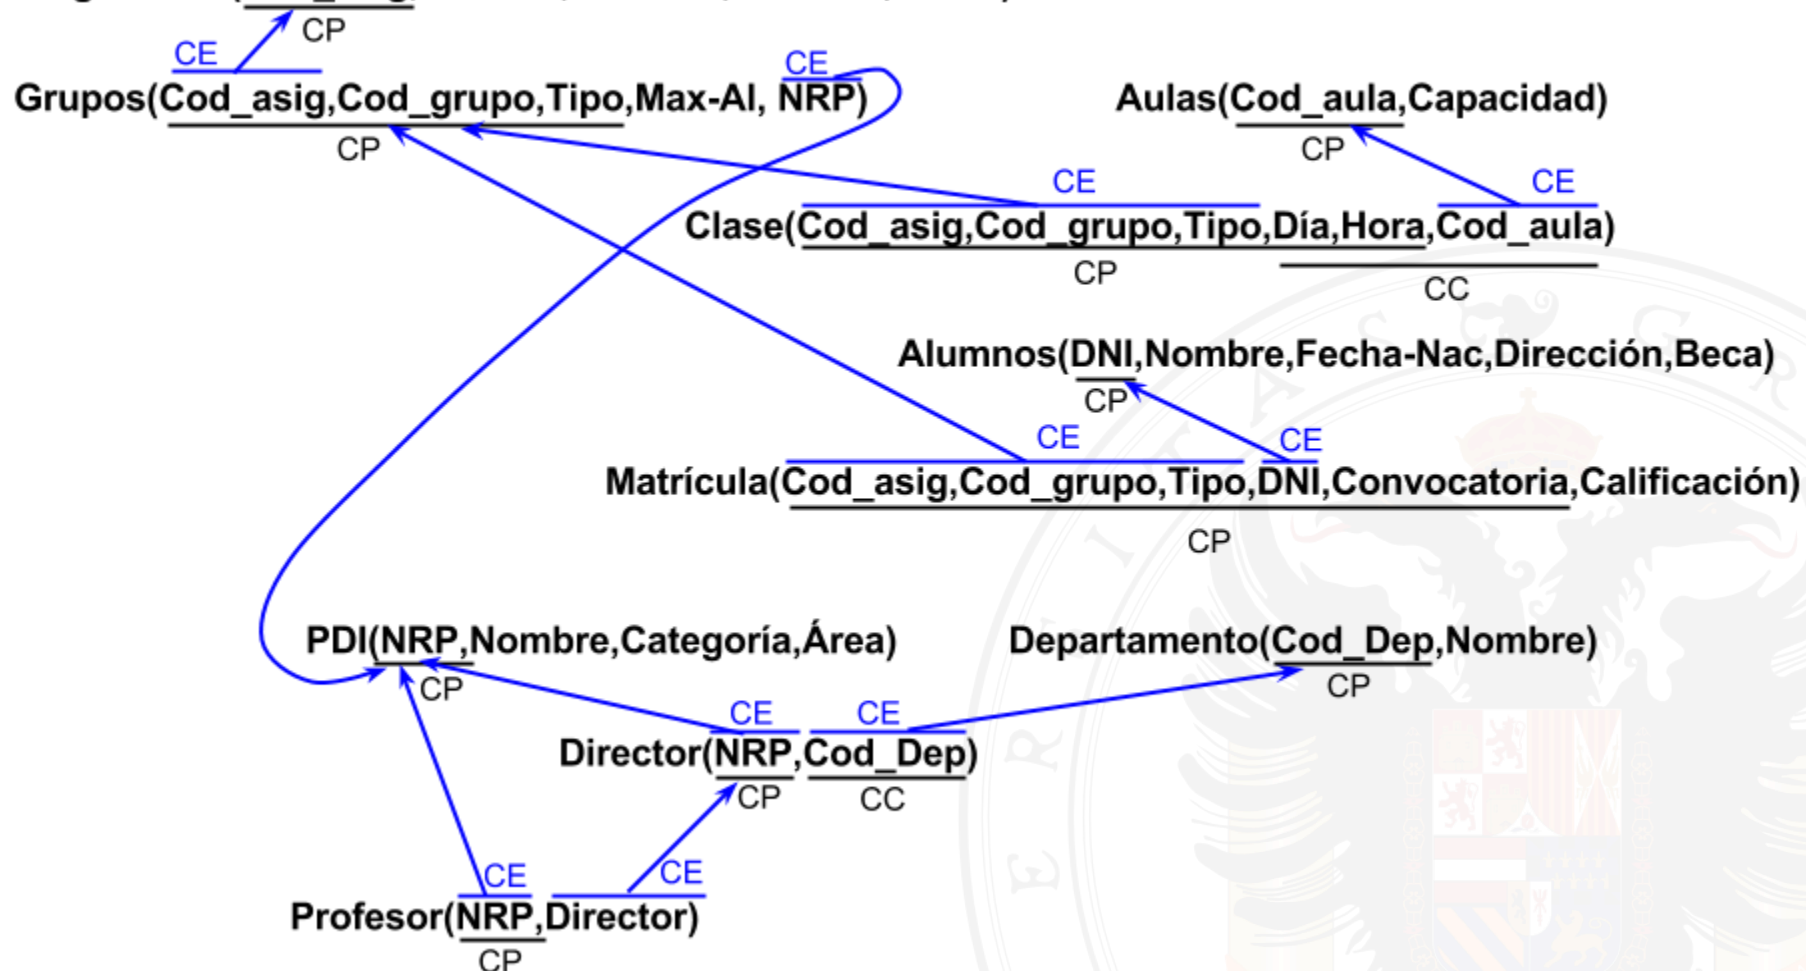 CP
CE
CE
Grupos(Cod_asig,Cod_grupo,Tipo,Max-Al, NRP)
Aulas(Cod_aula,Capacidad)
CP
CP
CE
CE
Clase(Cod_asig,Cod_grupo,Tipo,Día,Hora,Cod_aula)
CP
CC
Alumnos(DNI,Nombre,Fecha-Nac,Dirección,Beca)
CP
CE
CE
Matrícula(Cod_asig,Cod_grupo,Tipo,DNI,Convocatoria,Calificación)
CP
PDI(NRP,Nombre,Categoría,Área)
Departamento(Cod_Dep,Nombre)
CP
CP
CE
CE
Director(NRP,Cod_Dep)
CP
CC
CE
CE
Profesor(NRP,Director)
CP